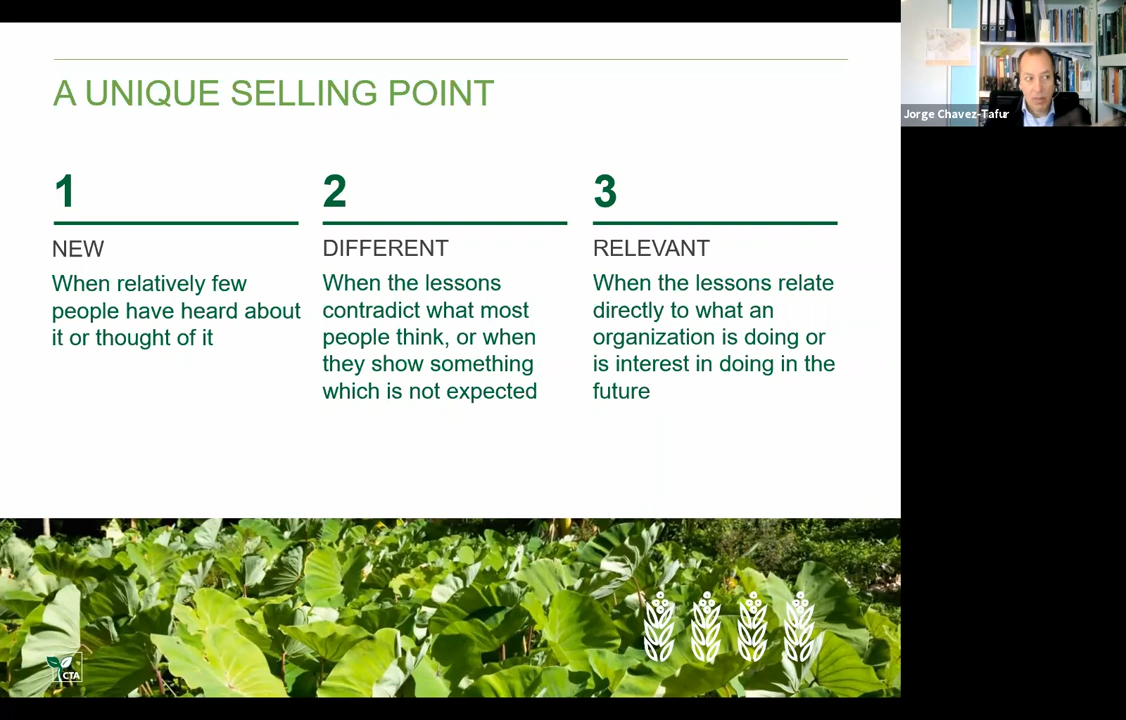 A UNIQUE SELLING POINT
1
NEW
When relatively few
people have heard about
it or thought of it
2
DIFFERENT
When the lessons
contradict what most
people think, or when
they show something
which is not expected
3
RELEVANT
When the lessons relate
directly to what an
organization is doing or
is interest in doing in the
future
CTA
Jorge Chavez-Tafur